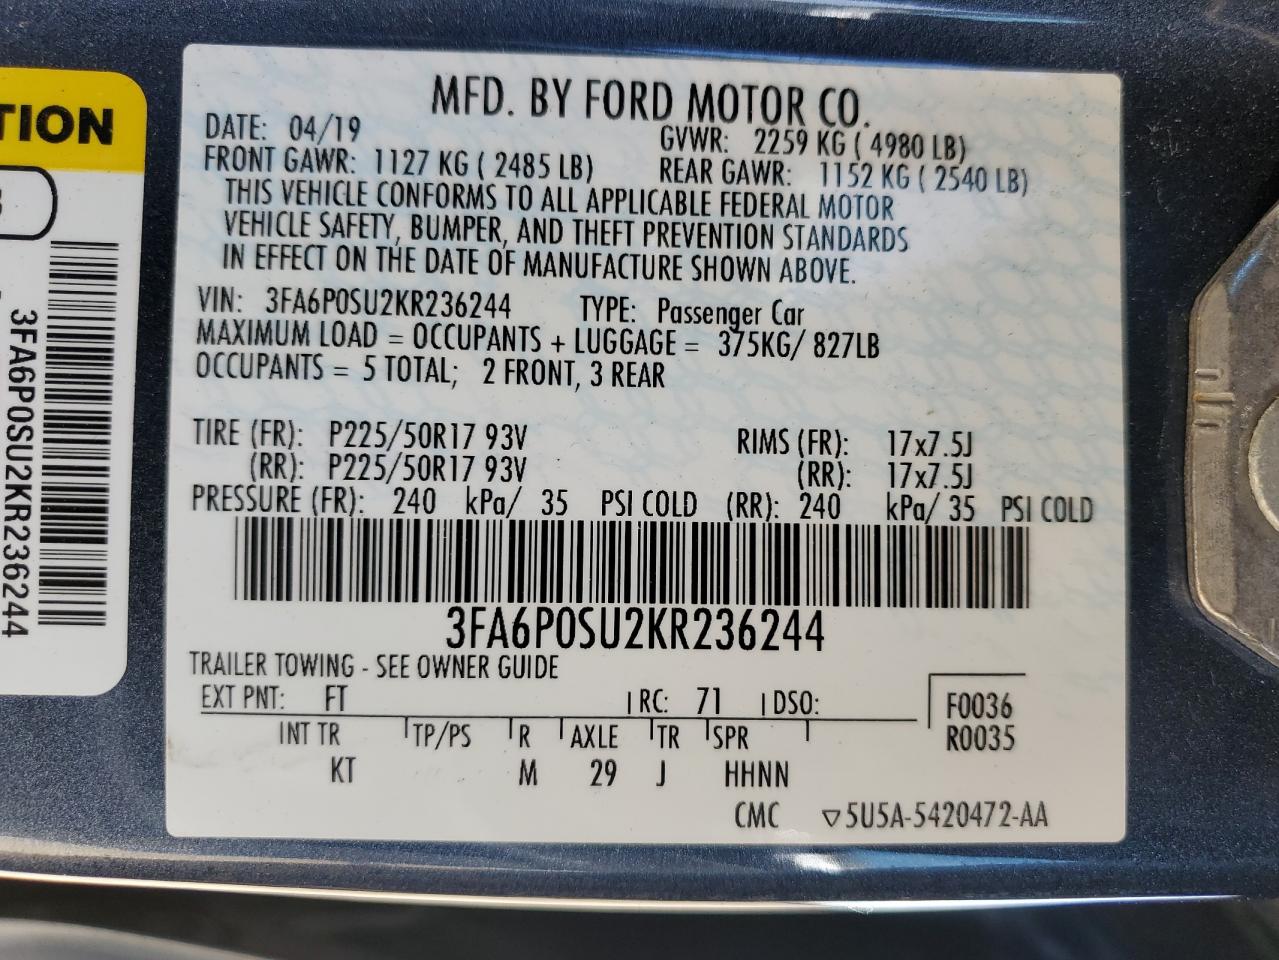 TION
3FA6P0SU2KR236244
MFD. BY FORD MOTOR CO.
DATE: 04/19 GVWR: 2259 KG ( 4980 LB)
FRONT GAWR: 1127 KG ( 2485 LB) REAR GAWR: 1152 KG ( 2540 LB)
THIS VEHICLE CONFORMS TO ALL APPLICABLE FEDERAL MOTOR
VEHICLE SAFETY, BUMPER, AND THEFT PREVENTION STANDARDS
IN EFFECT ON THE DATE OF MANUFACTURE SHOWN ABOVE.
VIN: 3FA6P0SU2KR236244 TYPE: Passenger Car
MAXIMUM LOAD = OCCUPANTS + LUGGAGE = 375KG/ 827LB
OCCUPANTS = 5 TOTAL; 2 FRONT, 3 REAR
TIRE (FR): P225/50R17 93V RIMS (FR): 17x7.5J
(RR): P225/50R17 93V (RR): 17x7.5J
PRESSURE (FR): 240 kPa/ 35 PSI COLD (RR): 240 kPa/ 35 PSI COLD
3FA6P0SU2KR236244
TRAILER TOWING - SEE OWNER GUIDE
EXT PNT: FT RC: 71 DSO: F0036
INT TR TP/PS R AXLE TR SPR R0035
KT M 29 J HHNN
CMC ▽5U5A-5420472-AA